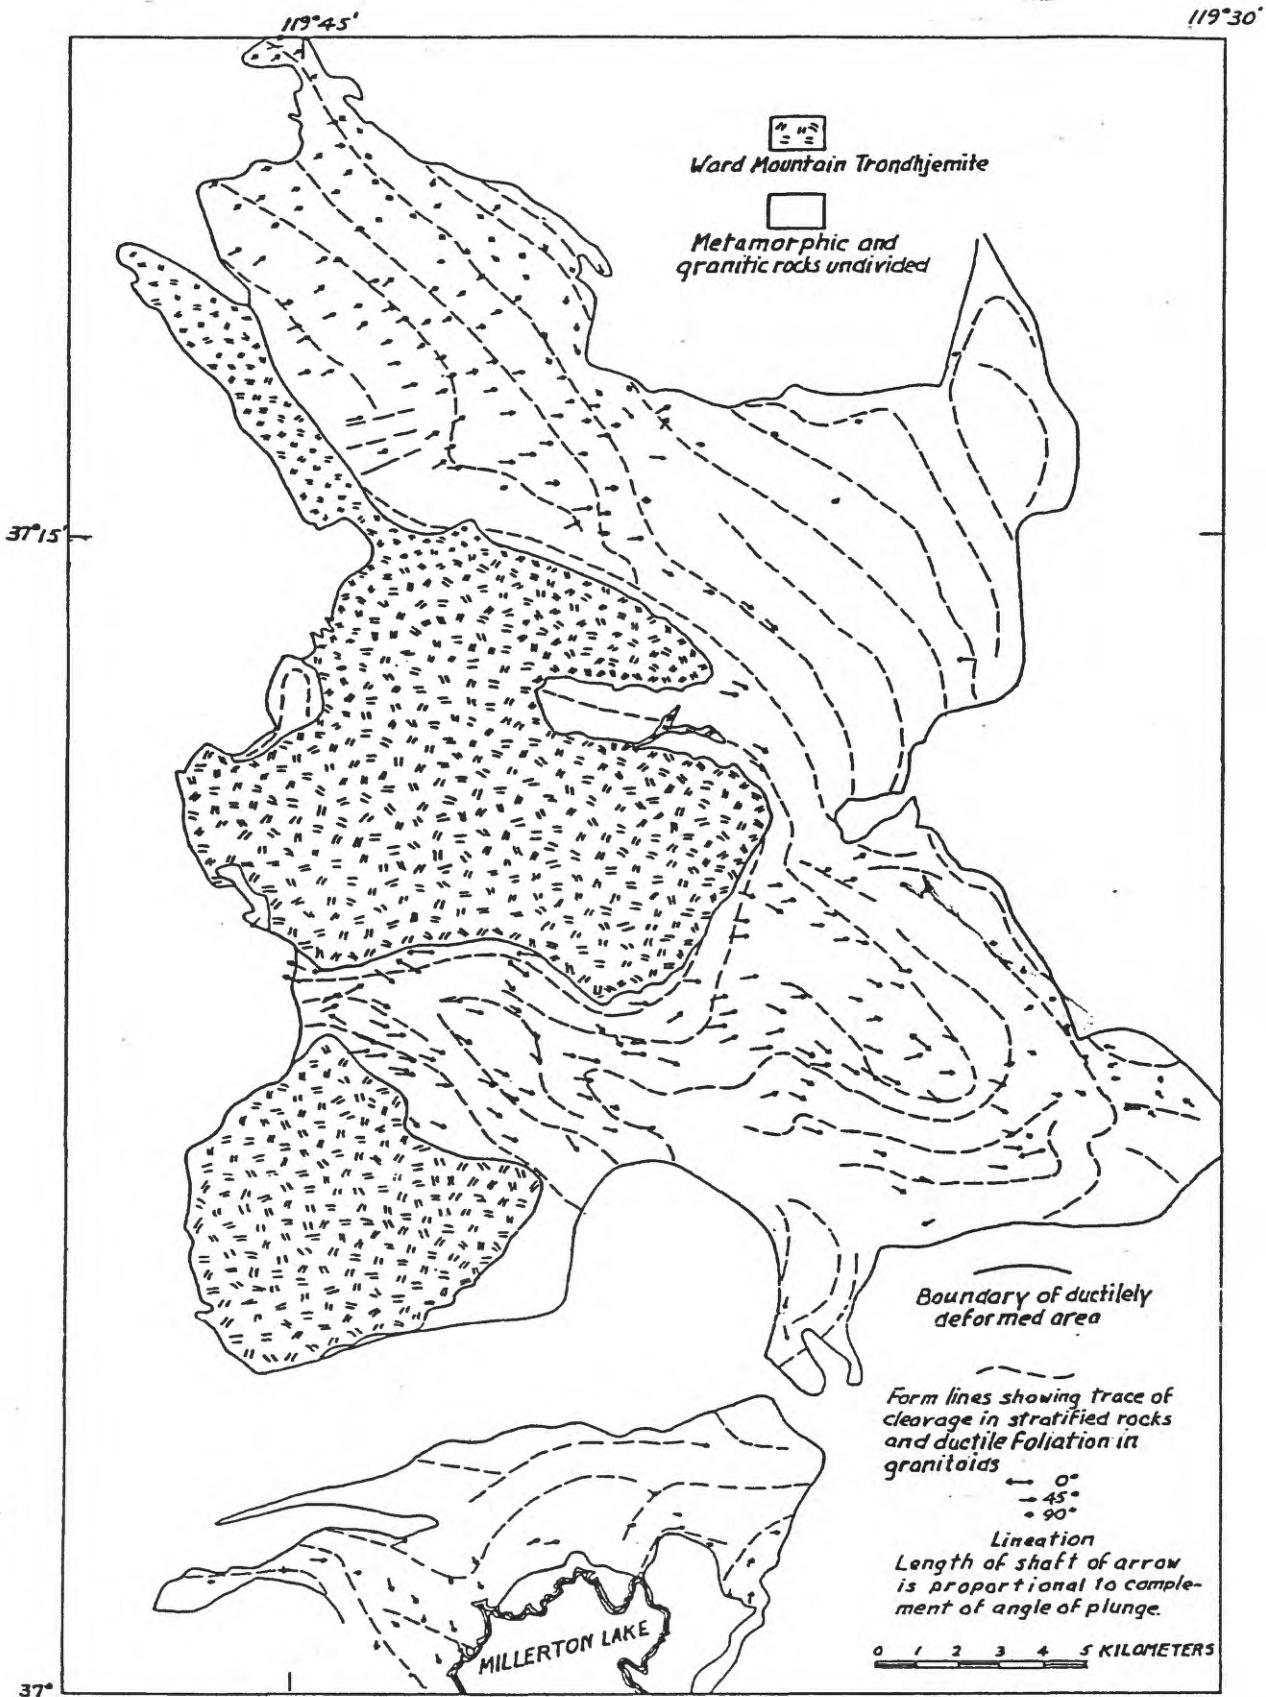 119°45'
119°30'
Ward Mountain Trondhjemite
Metamorphic and
granitic rocks undivided
37°15'
Boundary of ductilely
deformed area
Form lines showing trace of
cleavage in stratified rocks
and ductile foliation in
granitoids
0°
45°
90°
Lineation
Length of shaft of arrow
is proportional to comple-
ment of angle of plunge.
MILLERTON LAKE
0 1 2 3 4 5 KILOMETERS
37°